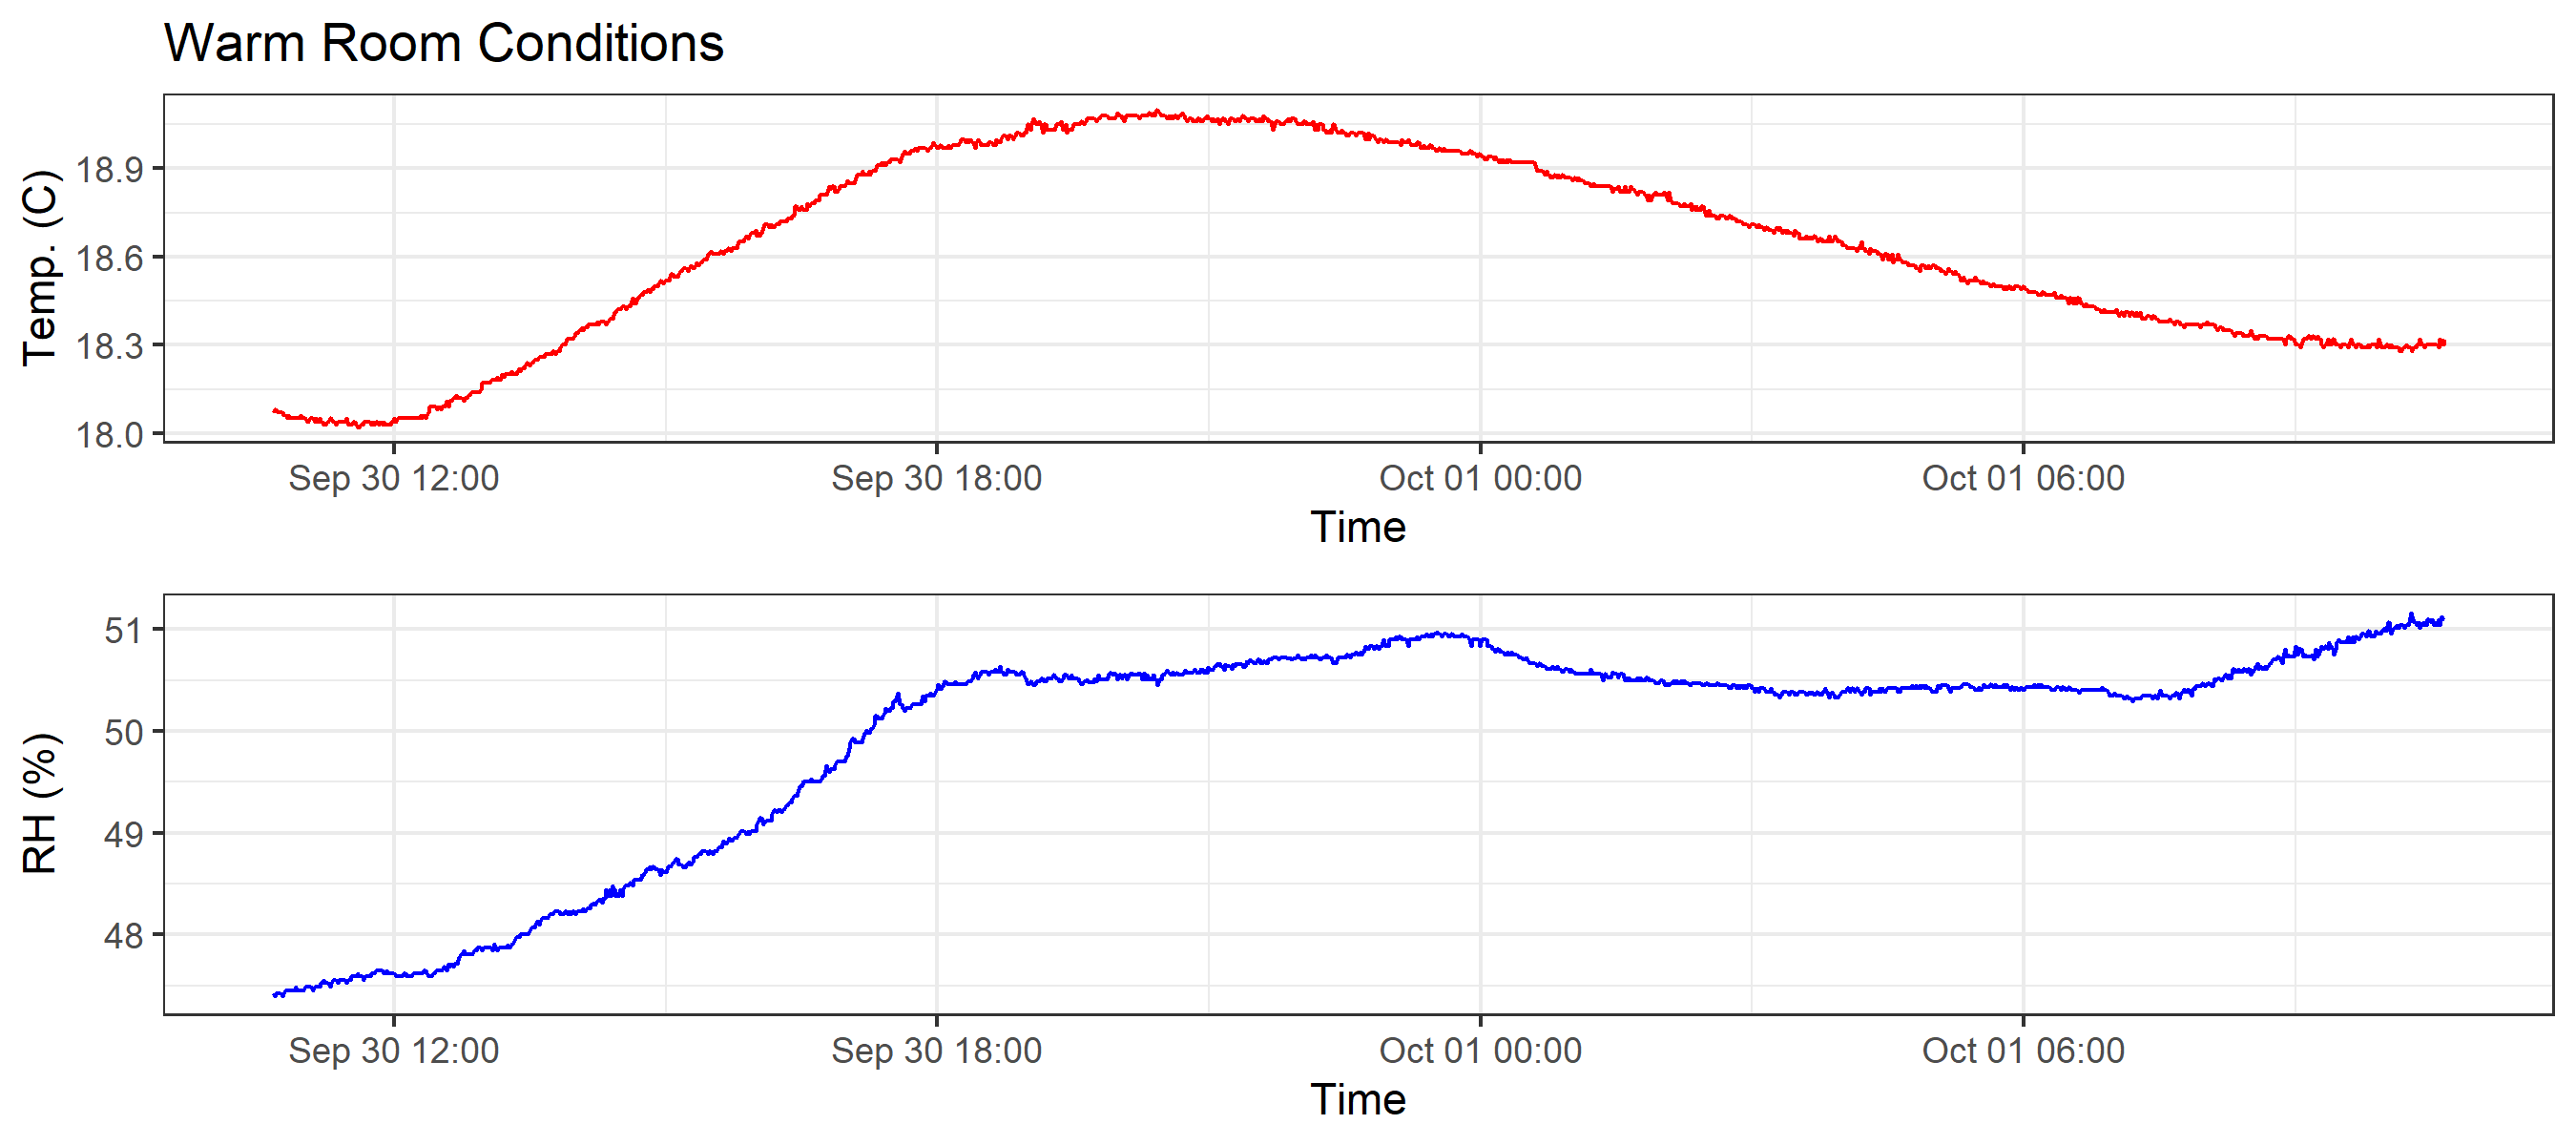 Warm Room Conditions
Temp. (C)
18.9
18.6
18.3
18.0
Sep 30 12:00 Sep 30 18:00 Oct 01 00:00 Oct 01 06:00
Time
RH (%)
51
50
49
48
Sep 30 12:00 Sep 30 18:00 Oct 01 00:00 Oct 01 06:00
Time